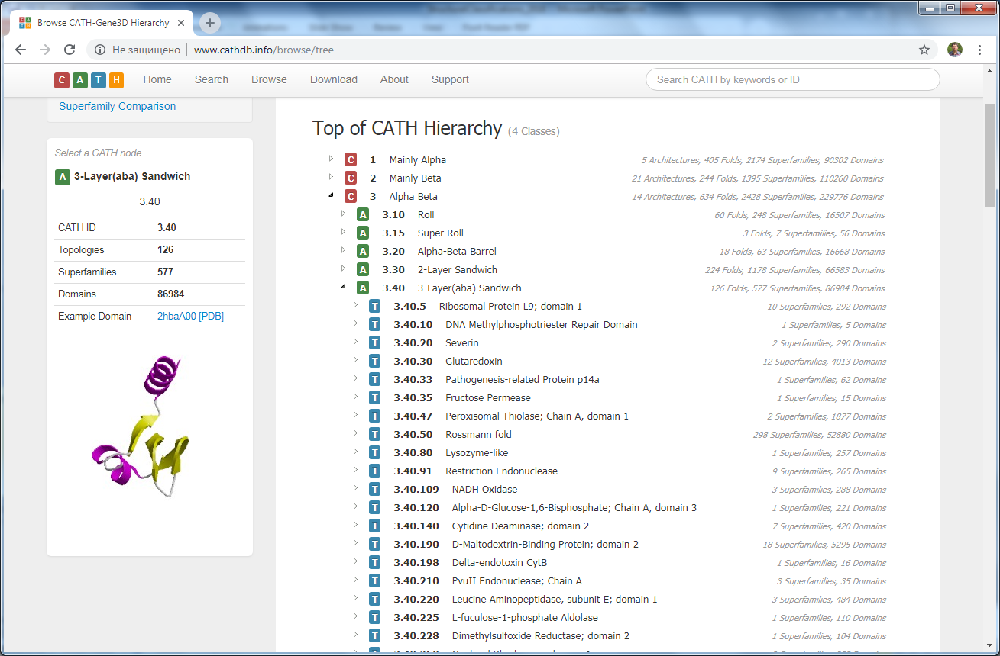 Browse CATH-Gene3D Hierarchy
Не защищено www.cathdb.info/browse/tree
C A T H Home Search Browse Download About Support Search CATH by keywords or ID
Superfamily Comparison
Select a CATH node...
A 3-Layer(aba) Sandwich
3.40
CATH ID 3.40
Topologies 126
Superfamilies 577
Domains 86984
Example Domain 2hbaA00 [PDB]
Top of CATH Hierarchy (4 Classes)
C 1 Mainly Alpha 5 Architectures, 405 Folds, 2174 Superfamilies, 90302 Domains
C 2 Mainly Beta 21 Architectures, 244 Folds, 1395 Superfamilies, 110260 Domains
C 3 Alpha Beta 14 Architectures, 634 Folds, 2428 Superfamilies, 229776 Domains
A 3.10 Roll 60 Folds, 248 Superfamilies, 16507 Domains
A 3.15 Super Roll 3 Folds, 7 Superfamilies, 56 Domains
A 3.20 Alpha-Beta Barrel 18 Folds, 63 Superfamilies, 16668 Domains
A 3.30 2-Layer Sandwich 224 Folds, 1178 Superfamilies, 66583 Domains
A 3.40 3-Layer(aba) Sandwich 126 Folds, 577 Superfamilies, 86984 Domains
T 3.40.5 Ribosomal Protein L9; domain 1 10 Superfamilies, 292 Domains
T 3.40.10 DNA Methylphosphotriester Repair Domain 1 Superfamilies, 5 Domains
T 3.40.20 Severin 2 Superfamilies, 290 Domains
T 3.40.30 Glutaredoxin 12 Superfamilies, 4013 Domains
T 3.40.33 Pathogenesis-related Protein p14a 1 Superfamilies, 62 Domains
T 3.40.35 Fructose Permease 1 Superfamilies, 15 Domains
T 3.40.47 Peroxisomal Thiolase; Chain A, domain 1 2 Superfamilies, 1877 Domains
T 3.40.50 Rossmann fold 298 Superfamilies, 52880 Domains
T 3.40.80 Lysozyme-like 1 Superfamilies, 257 Domains
T 3.40.91 Restriction Endonuclease 9 Superfamilies, 265 Domains
T 3.40.109 NADH Oxidase 3 Superfamilies, 288 Domains
T 3.40.120 Alpha-D-Glucose-1,6-Bisphosphate; Chain A, domain 3 1 Superfamilies, 221 Domains
T 3.40.140 Cytidine Deaminase; domain 2 7 Superfamilies, 420 Domains
T 3.40.190 D-Maltodextrin-Binding Protein; domain 2 18 Superfamilies, 5295 Domains
T 3.40.198 Delta-endotoxin CytB 1 Superfamilies, 16 Domains
T 3.40.210 PvuII Endonuclease; Chain A 3 Superfamilies, 35 Domains
T 3.40.220 Leucine Aminopeptidase, subunit E; domain 1 3 Superfamilies, 484 Domains
T 3.40.225 L-fuculose-1-phosphate Aldolase 1 Superfamilies, 110 Domains
T 3.40.228 Dimethylsulfoxide Reductase; domain 2 1 Superfamilies, 104 Domains